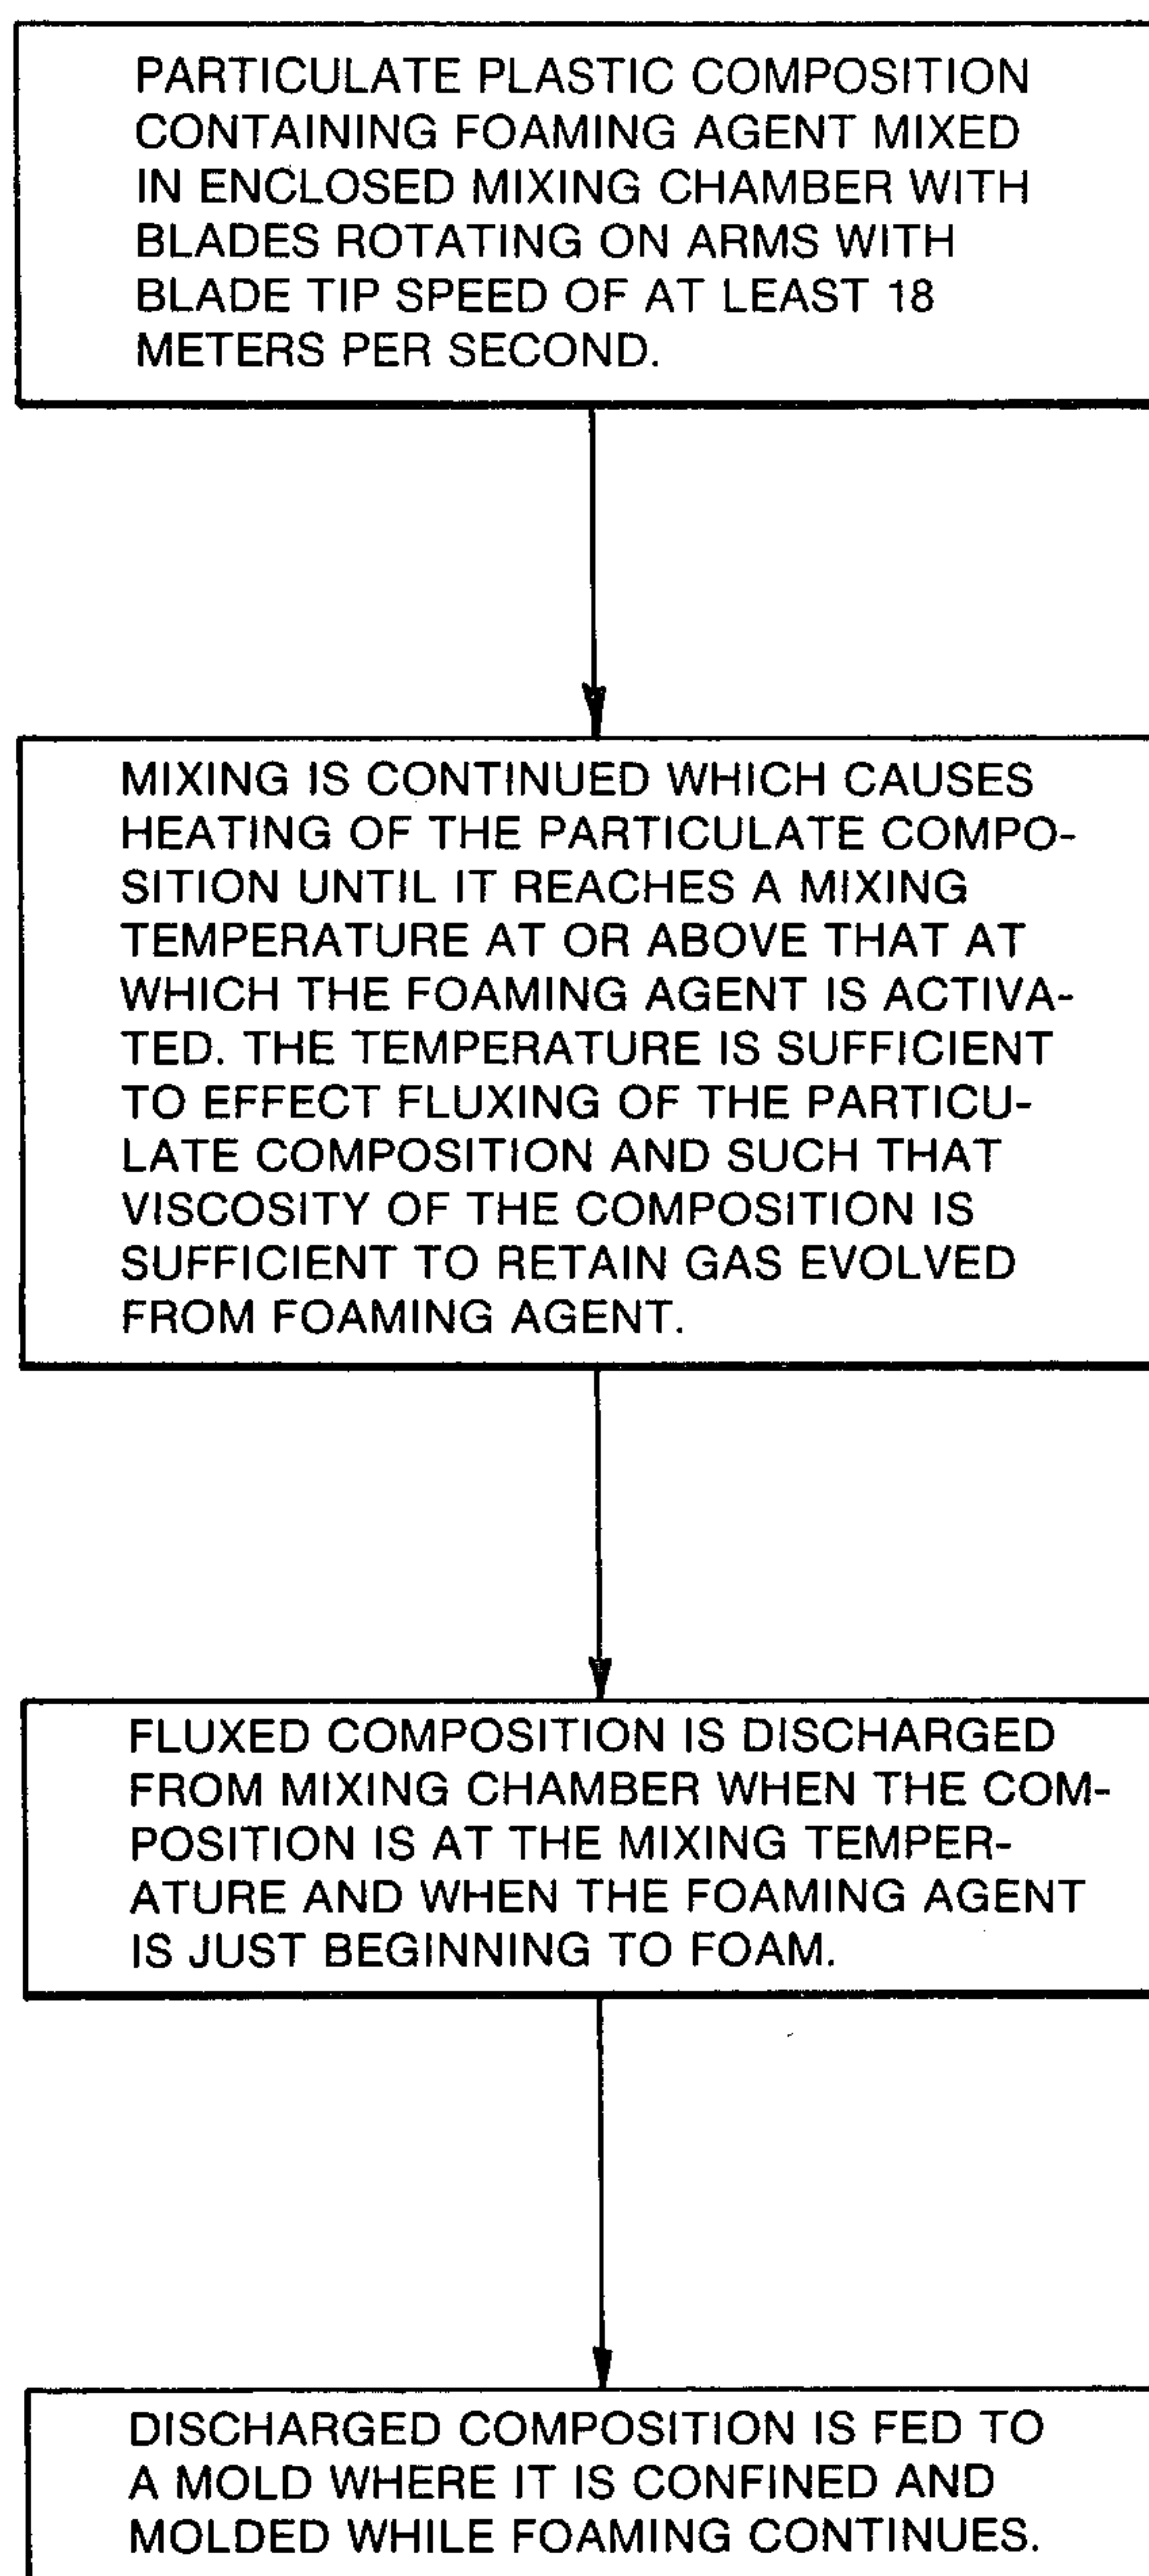 PARTICULATE PLASTIC COMPOSITION
CONTAINING FOAMING AGENT MIXED
IN ENCLOSED MIXING CHAMBER WITH
BLADES ROTATING ON ARMS WITH
BLADE TIP SPEED OF AT LEAST 18
METERS PER SECOND.
MIXING IS CONTINUED WHICH CAUSES
HEATING OF THE PARTICULATE COMPO-
SITION UNTIL IT REACHES A MIXING
TEMPERATURE AT OR ABOVE THAT AT
WHICH THE FOAMING AGENT IS ACTIVA-
TED. THE TEMPERATURE IS SUFFICIENT
TO EFFECT FLUXING OF THE PARTICU-
LATE COMPOSITION AND SUCH THAT
VISCOSITY OF THE COMPOSITION IS
SUFFICIENT TO RETAIN GAS EVOLVED
FROM FOAMING AGENT.
FLUXED COMPOSITION IS DISCHARGED
FROM MIXING CHAMBER WHEN THE COM-
POSITION IS AT THE MIXING TEMPER-
ATURE AND WHEN THE FOAMING AGENT
IS JUST BEGINNING TO FOAM.
DISCHARGED COMPOSITION IS FED TO
A MOLD WHERE IT IS CONFINED AND
MOLDED WHILE FOAMING CONTINUES.